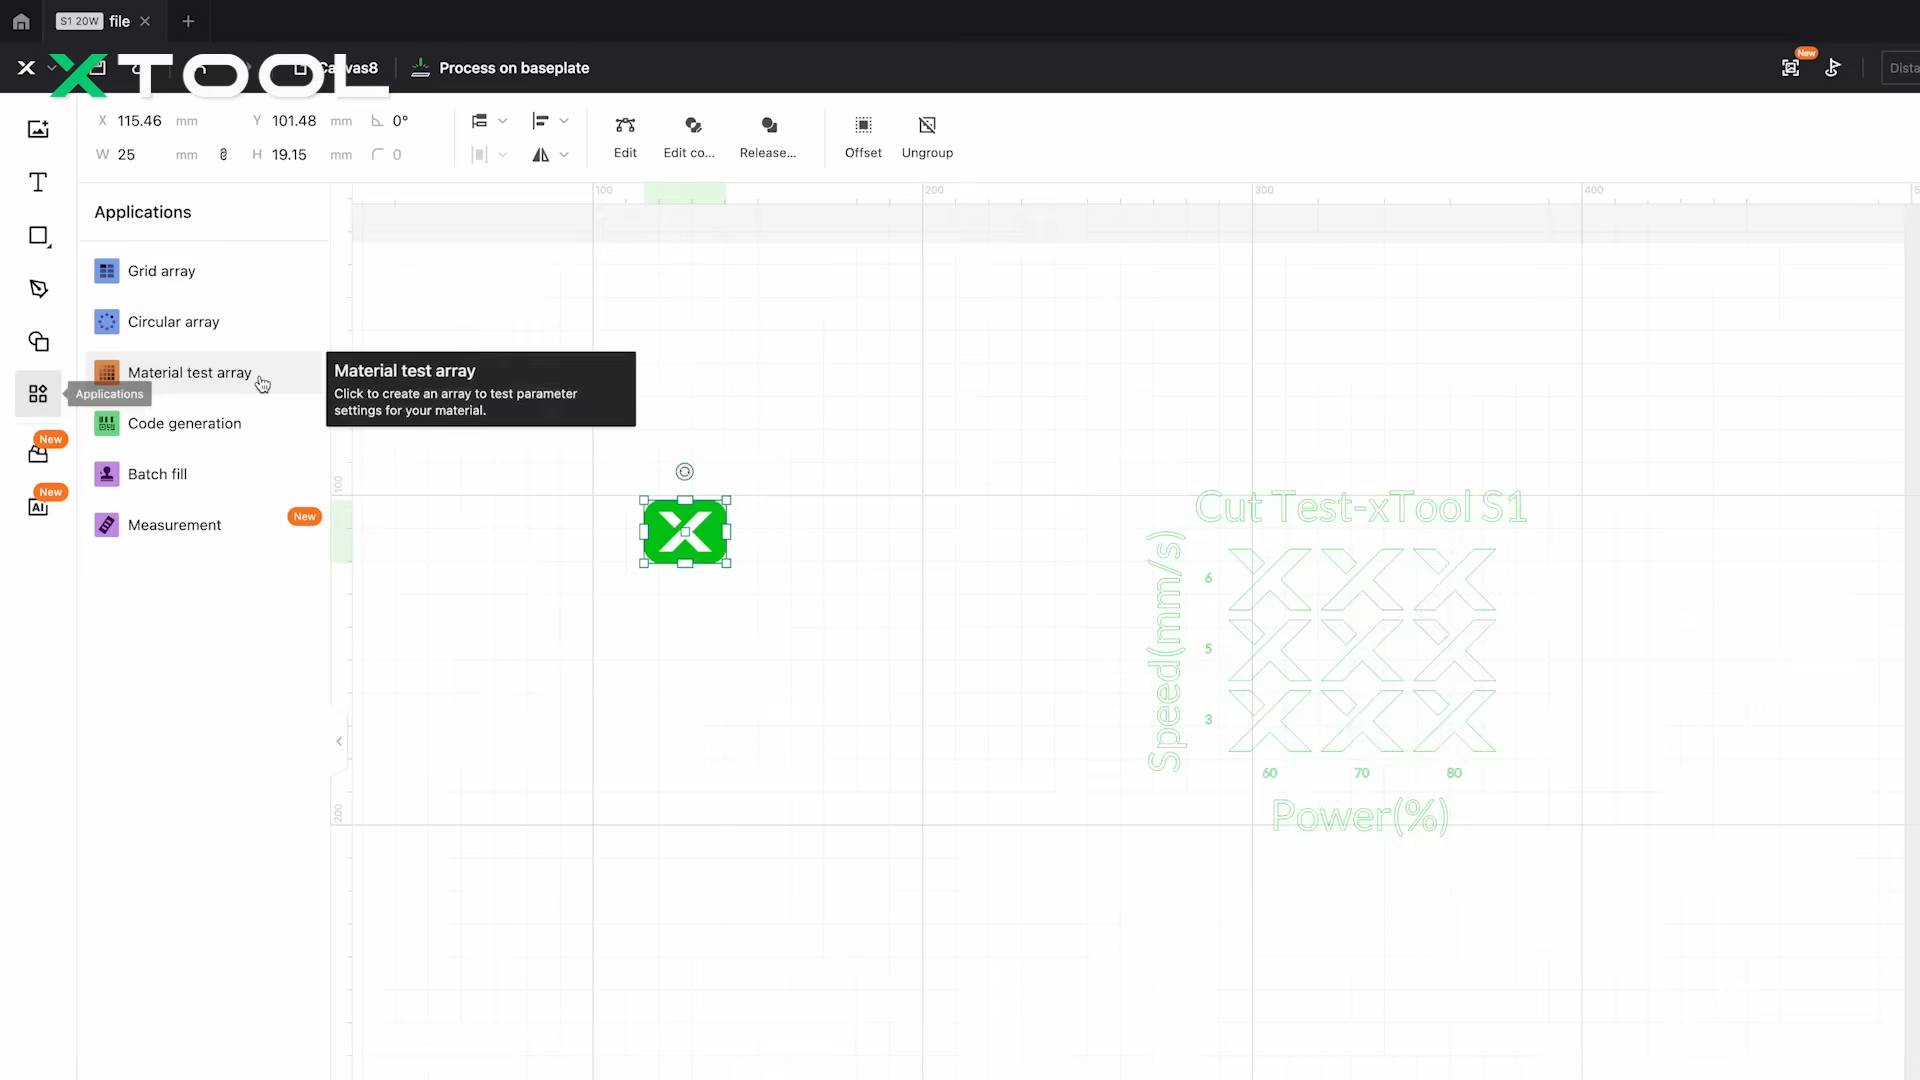 S1 20W file
XTOOL
Process on baseplate
New
X 115.46 mm Y 101.48 mm 0°
W 25 mm H 19.15 mm 0
Edit
Edit co...
Release...
Offset
Ungroup
100 200 300 400
Applications
Grid array
Circular array
Material test array
Applications
Code generation
Batch fill
Measurement
New
New
New
Material test array
Click to create an array to test parameter
settings for your material.
100
200
Cut Test-xTool S1
Speed(mm/s)
6
5
3
60 70 80
Power(%)